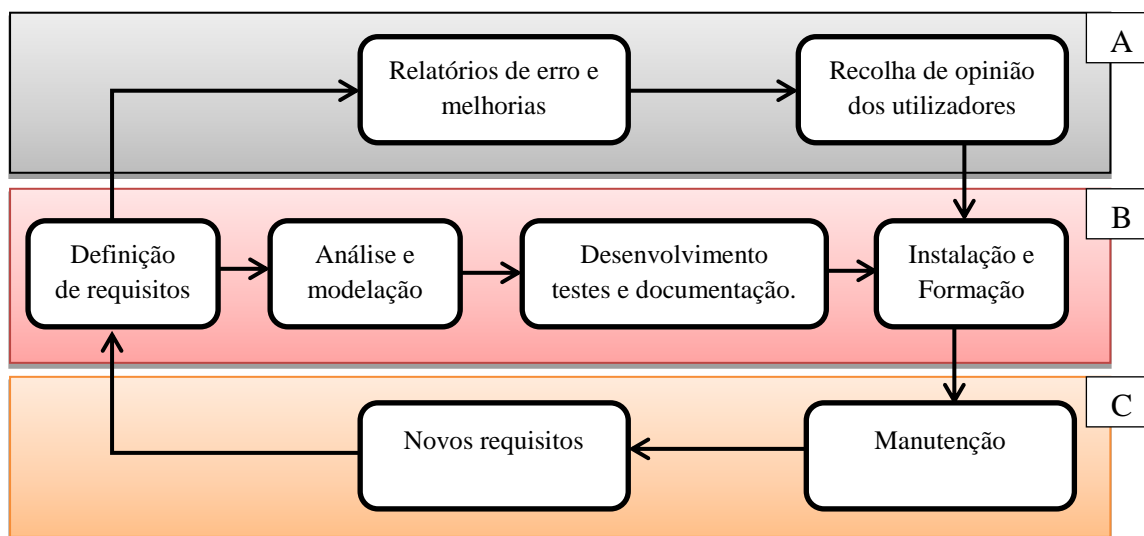 A
Relatórios de erro e
melhorias
Recolha de opinião
dos utilizadores
B
Definição
de requisitos
Análise e
modelação
Desenvolvimento
testes e documentação.
Instalação e
Formação
C
Novos requisitos
Manutenção